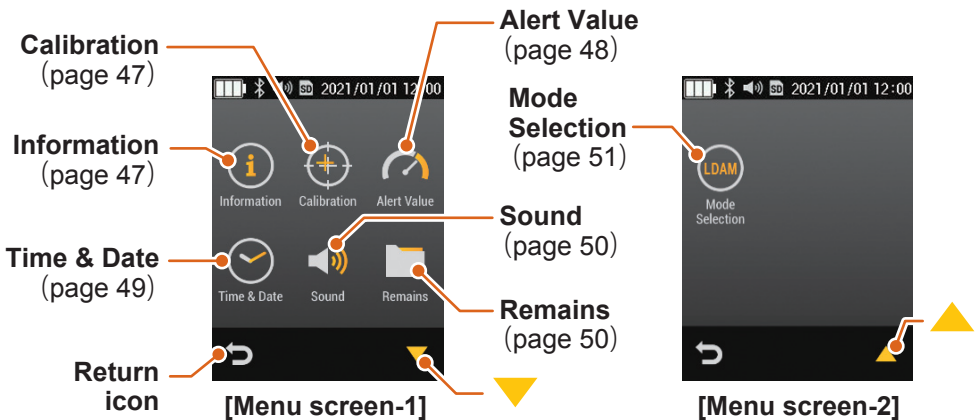 Calibration
(page 47)
Information
(page 47)
Time & Date
(page 49)
Return
icon
SD 2021/01/01 12:00
Information Calibration Alert Value
Time & Date Sound Remains
[Menu screen-1]
Alert Value
(page 48)
Sound
(page 50)
Remains
(page 50)
Mode
Selection
(page 51)
SD 2021/01/01 12:00
LDAM
Mode
Selection
[Menu screen-2]